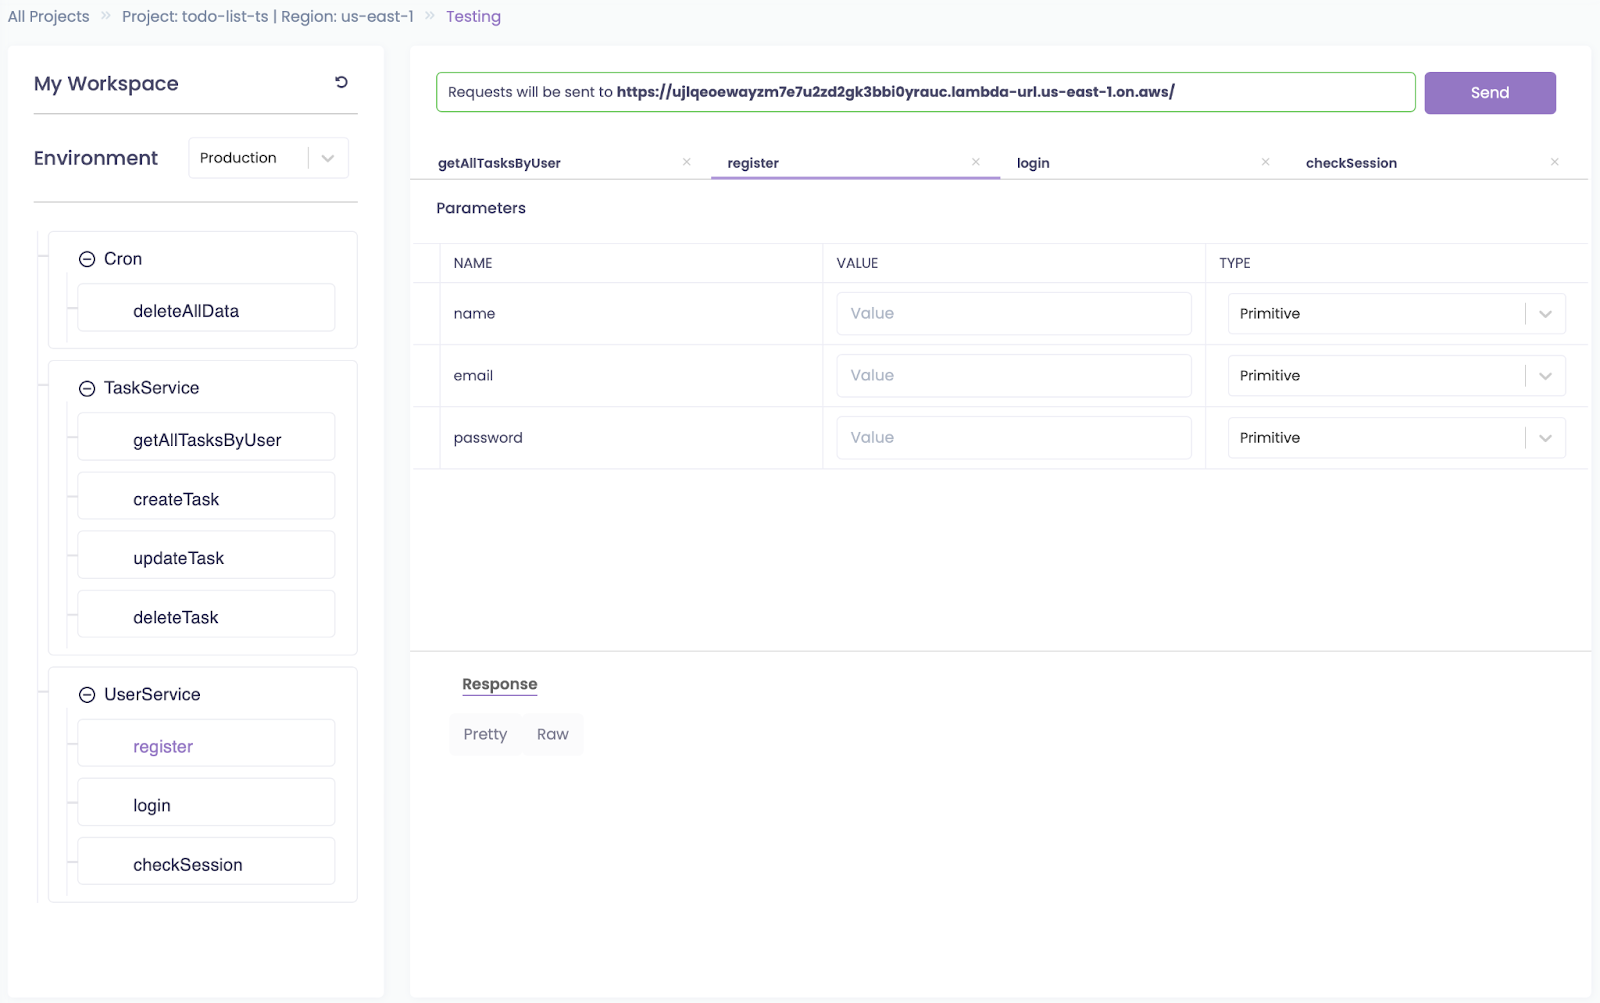 All Projects » Project: todo-list-ts | Region: us-east-1 » Testing
My Workspace
Environment
Production
Cron
deleteAllData
TaskService
getAllTasksByUser
createTask
updateTask
deleteTask
UserService
register
login
checkSession
Requests will be sent to https://ujlqeoewayzm7e7u2zd2gk3bbi0yrauc.lambda-url.us-east-1.on.aws/
Send
getAllTasksByUser × register × login × checkSession ×
Parameters
NAME VALUE TYPE
name Value Primitive
email Value Primitive
password Value Primitive
Response
Pretty Raw